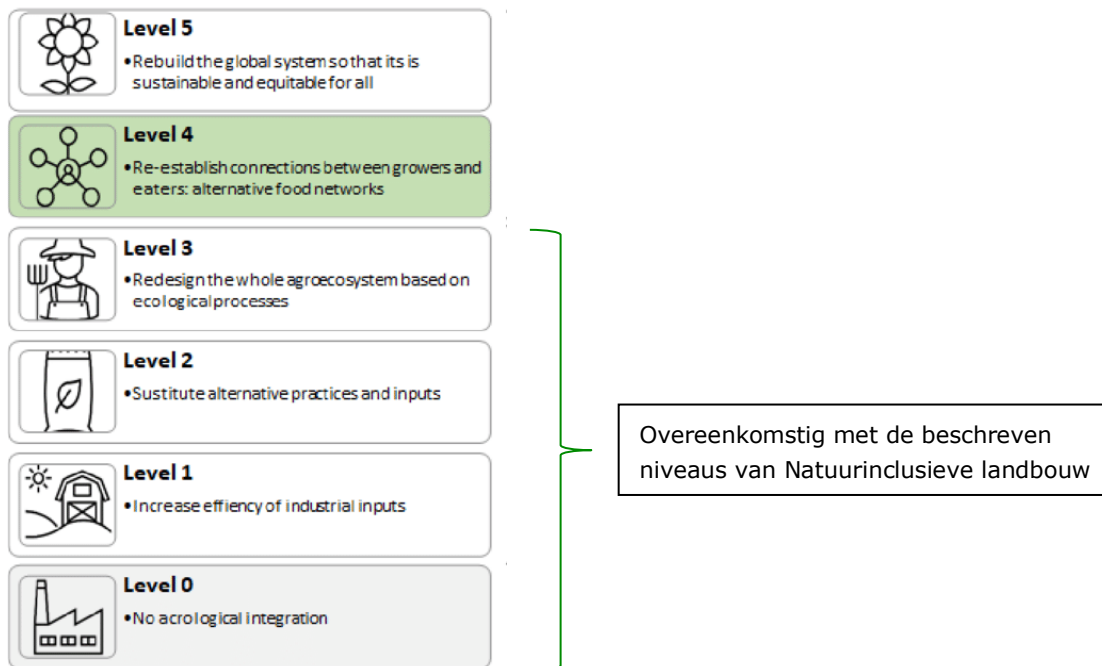 Level 5
•Rebuild the global system so that its is
sustainable and equitable for all
Level 4
•Re-establish connections between growers and
eaters: alternative food networks
Level 3
•Redesign the whole agroecosystem based on
ecological processes
Level 2
•Sustitute alternative practices and inputs
Level 1
•Increase effiency of industrial inputs
Level 0
•No acrological integration
Overeenkomstig met de beschreven
niveaus van Natuurinclusieve landbouw